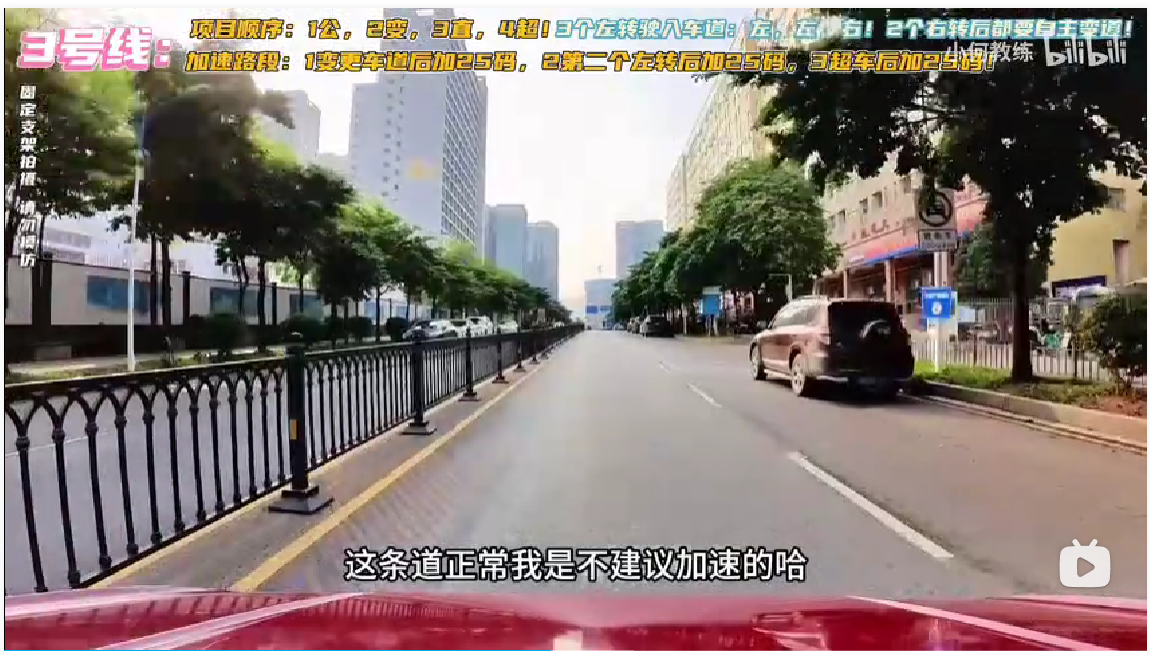 3号线：
项目顺序：1公，2变，3直，4超！3个左转驶入车道：左，左，右！2个右转后都要自主变道！
加速路段：1变更车道后加25码，2第二个左转后加25码，3超车后加25码！
小何教练 bilibili
固定支架拍摄 请勿模仿
这条道正常我是不建议加速的哈